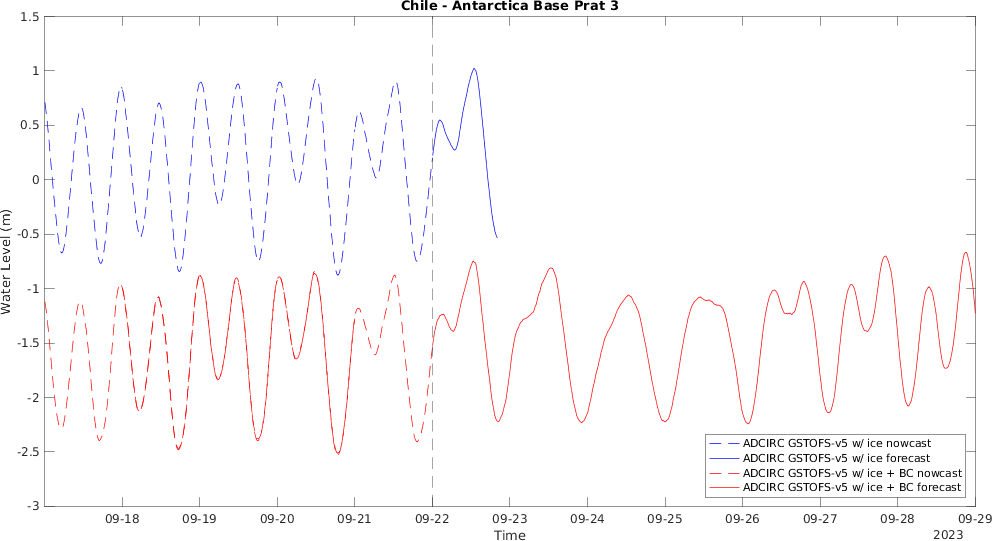 Chile - Antarctica Base Prat 3
Water Level (m)
1.5
1
0.5
0
-0.5
-1
-1.5
-2
-2.5
-3
ADCIRC GSTOFS-v5 w/ ice nowcast
ADCIRC GSTOFS-v5 w/ ice forecast
ADCIRC GSTOFS-v5 w/ ice + BC nowcast
ADCIRC GSTOFS-v5 w/ ice + BC forecast
09-18 09-19 09-20 09-21 09-22 09-23 09-24 09-25 09-26 09-27 09-28 09-29
Time
2023